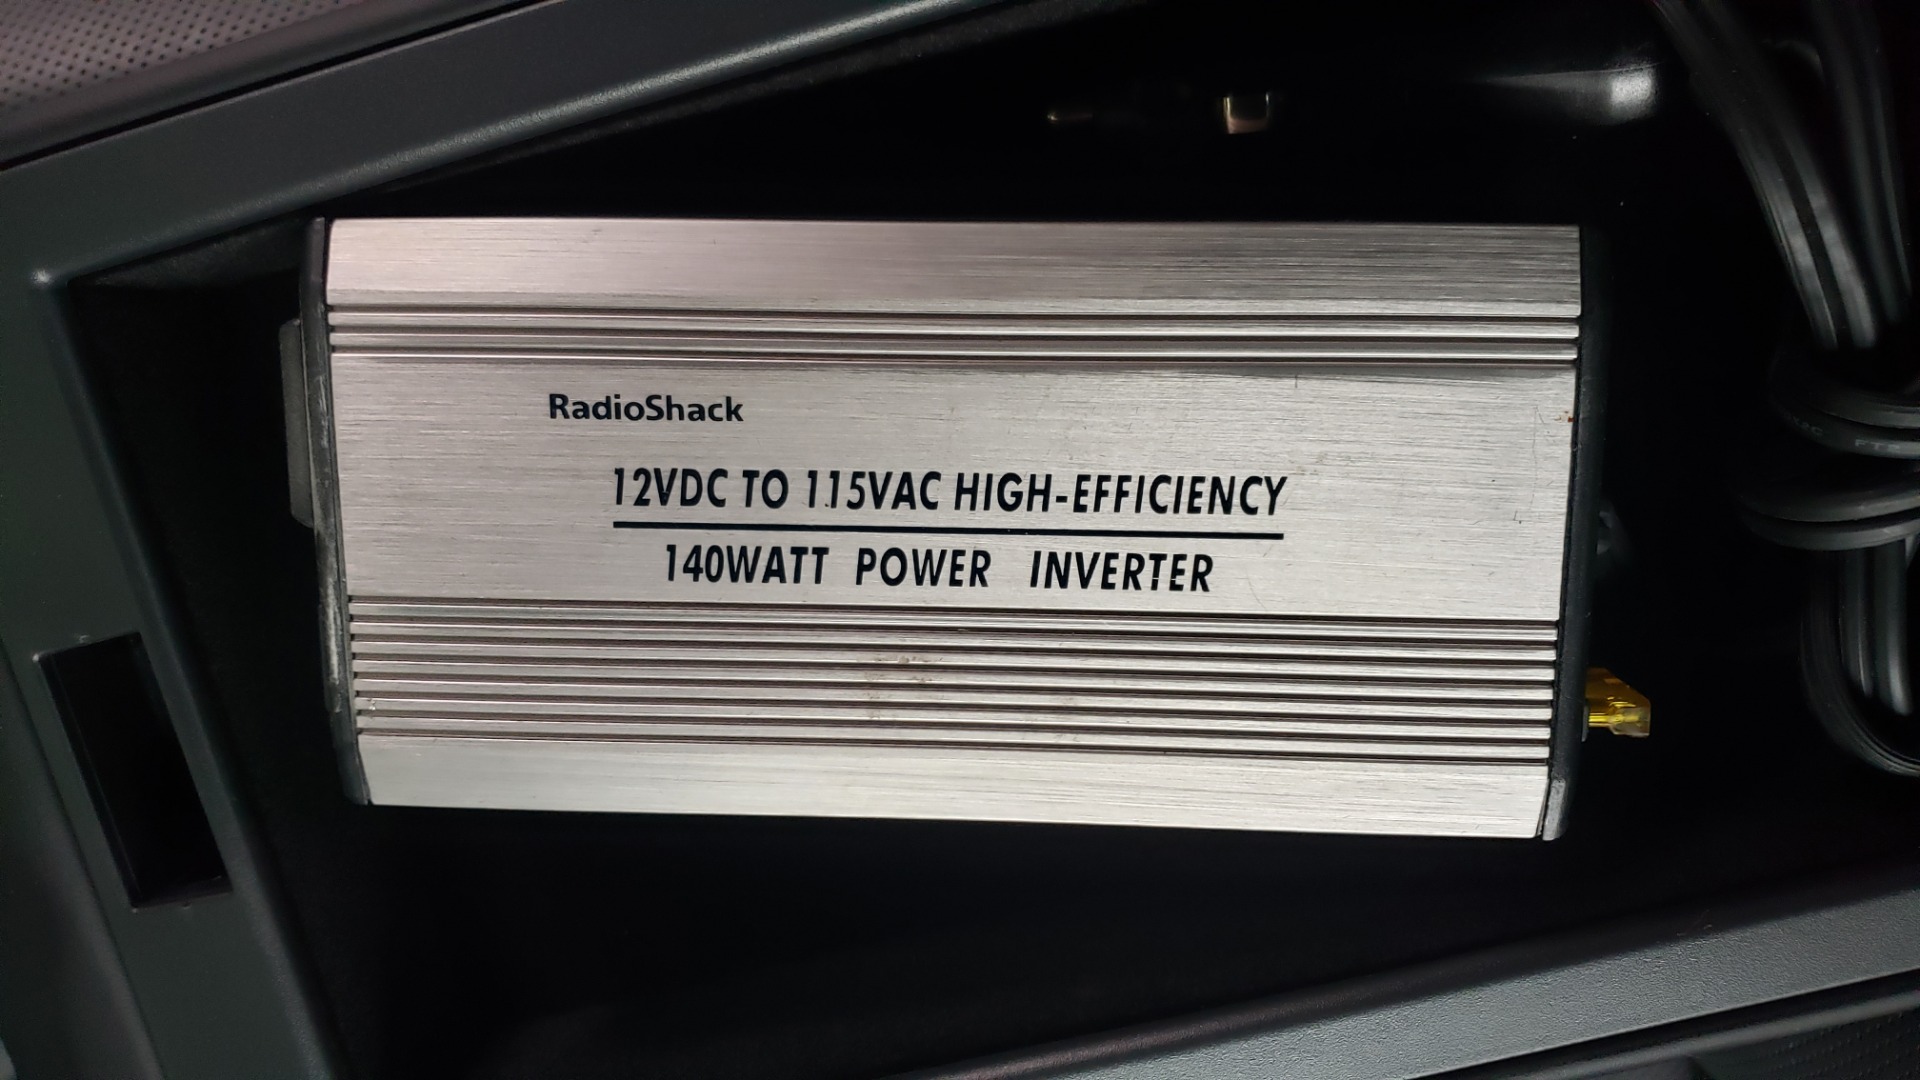 RadioShack
12VDC TO 115VAC HIGH-EFFICIENCY
140WATT POWER INVERTER